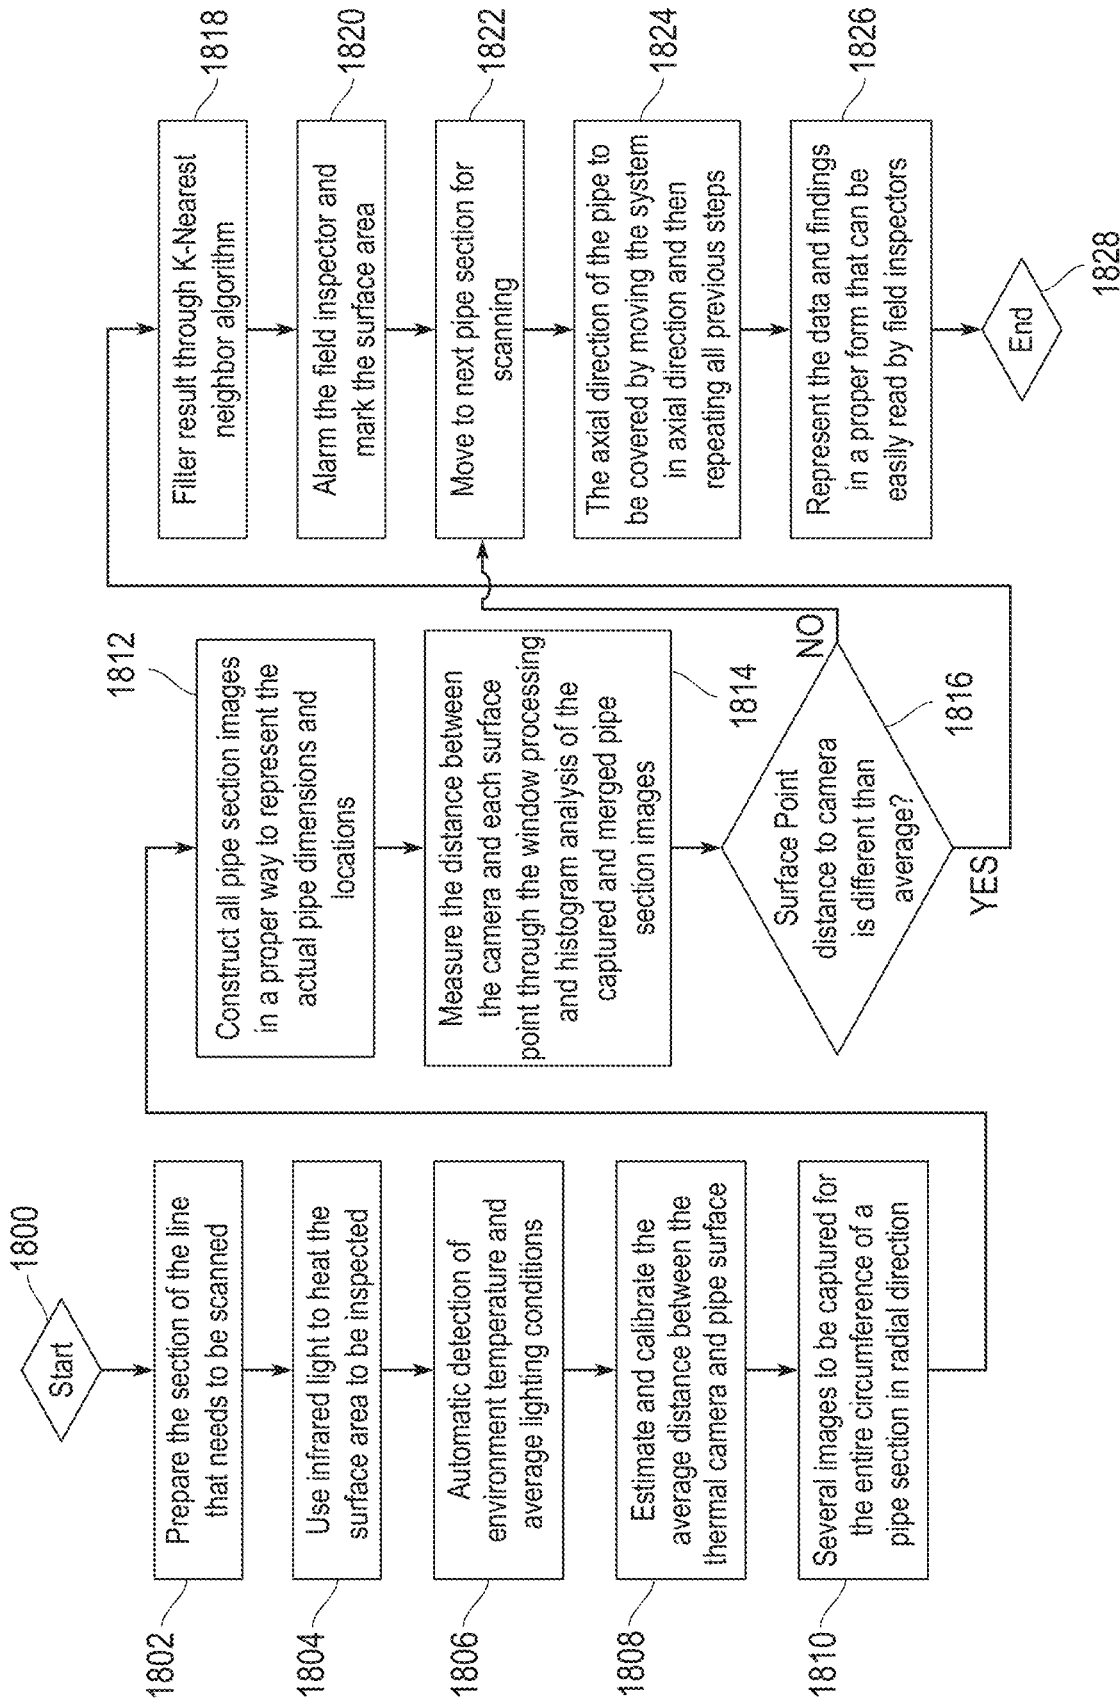 Start
1800
Prepare the section of the line
that needs to be scanned
1802
Use infrared light to heat the
surface area to be inspected
1804
Automatic detection of
environment temperature and
average lighting conditions
1806
Estimate and calibrate the
average distance between the
thermal camera and pipe surface
1808
Several images to be captured for
the entire circumference of a
pipe section in radial direction
1810
1812
Construct all pipe section images
in a proper way to represent the
actual pipe dimensions and
locations
Measure the distance between
the camera and each surface
point through the window processing
and histogram analysis of the
captured and merged pipe
section images
1814
Surface Point
distance to camera
is different than
average?
1816
NO
YES
Filter result through K-Nearest
neighbor algorithm
1818
Alarm the field inspector and
mark the surface area
1820
Move to next pipe section for
scanning
1822
The axial direction of the pipe to
be covered by moving the system
in axial direction and then
repeating all previous steps
1824
Represent the data and findings
in a proper form that can be
easily read by field inspectors
1826
End
1828